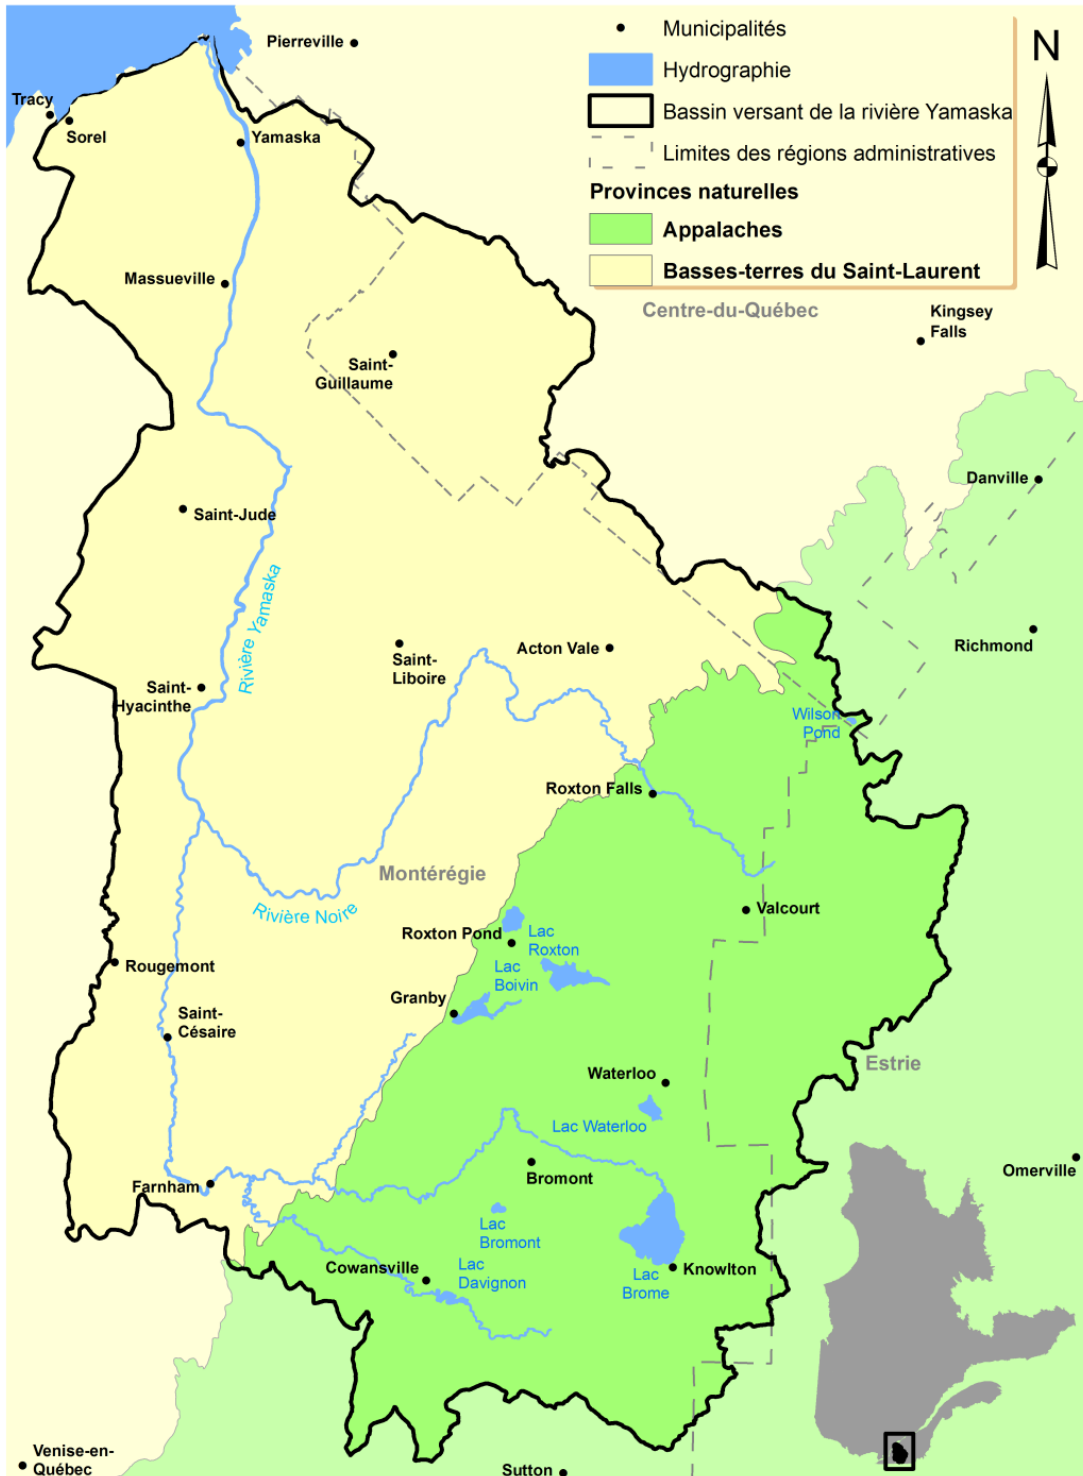 Pierreville
Municipalités
N
Hydrographie
Tracy
Bassin versant de la rivière Yamaska
Sorel
Yamaska
Limites des régions administratives
Provinces naturelles
Appalaches
Massueville
Basses-terres du Saint-Laurent
Centre-du-Québec
Kingsey
Falls
Saint-
Guillaume
Danville
Saint-Jude
Rivière Yamaska
Acton Vale
Richmond
Saint-
Liboire
Saint-
Hyacinthe
Wilson
Pond
Roxton Falls
Montérégie
Rivière Noire
Valcourt
Roxton Pond
Lac
Roxton
Rougemont
Lac
Boivin
Granby
Saint-
Césaire
Estrie
Waterloo
Lac Waterloo
Omerville
Farnham
Bromont
Lac
Bromont
Cowansville
Lac
Davignon
Knowlton
Lac
Brome
Venise-en-
Québec
Sutton